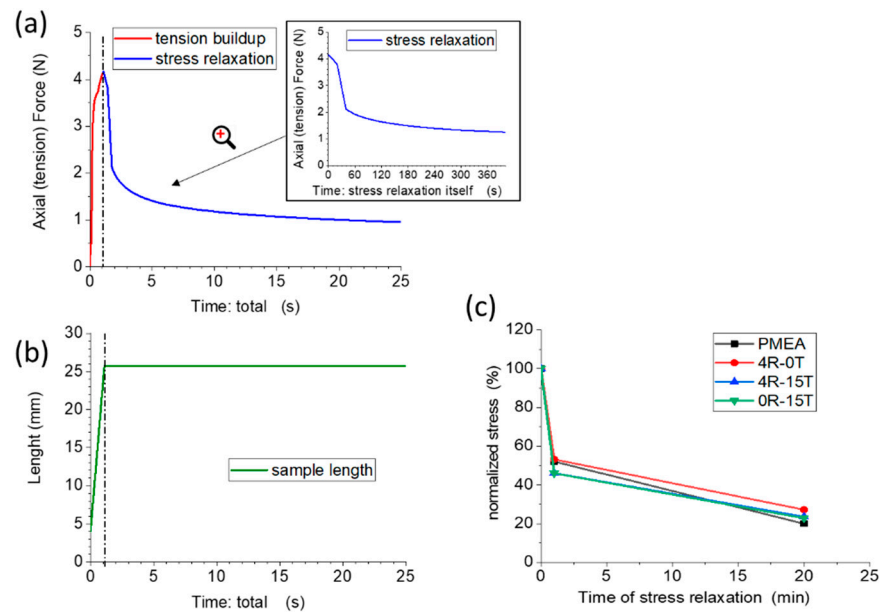 (a)
tension buildup
stress relaxation
Axial (tension) Force (N)
5
4
3
2
1
0
0 5 10 15 20 25
Time: total (s)
stress relaxation
Axial (tension) Force (N)
5
4
3
2
1
0
0 60 120 180 240 300 360
Time: stress relaxation itself (s)
(b)
Lenght (mm)
30
25
20
15
10
5
0
sample length
0 5 10 15 20 25
Time: total (s)
(c)
normalized stress (%)
120
100
80
60
40
20
0
PMEA
4R-0T
4R-15T
0R-15T
0 5 10 15 20 25
Time of stress relaxation (min)